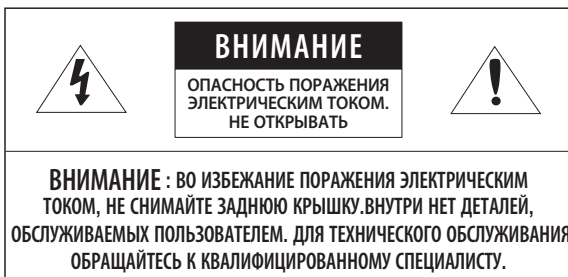 ВНИМАНИЕ
ОПАСНОСТЬ ПОРАЖЕНИЯ
ЭЛЕКТРИЧЕСКИМ ТОКОМ.
НЕ ОТКРЫВАТЬ
ВНИМАНИЕ : ВО ИЗБЕЖАНИЕ ПОРАЖЕНИЯ ЭЛЕКТРИЧЕСКИМ
ТОКОМ, НЕ СНИМАЙТЕ ЗАДНЮЮ КРЫШКУ.ВНУТРИ НЕТ ДЕТАЛЕЙ,
ОБСЛУЖИВАЕМЫХ ПОЛЬЗОВАТЕЛЕМ. ДЛЯ ТЕХНИЧЕСКОГО ОБСЛУЖИВАНИЯ
ОБРАЩАЙТЕСЬ К КВАЛИФИЦИРОВАННОМУ СПЕЦИАЛИСТУ.